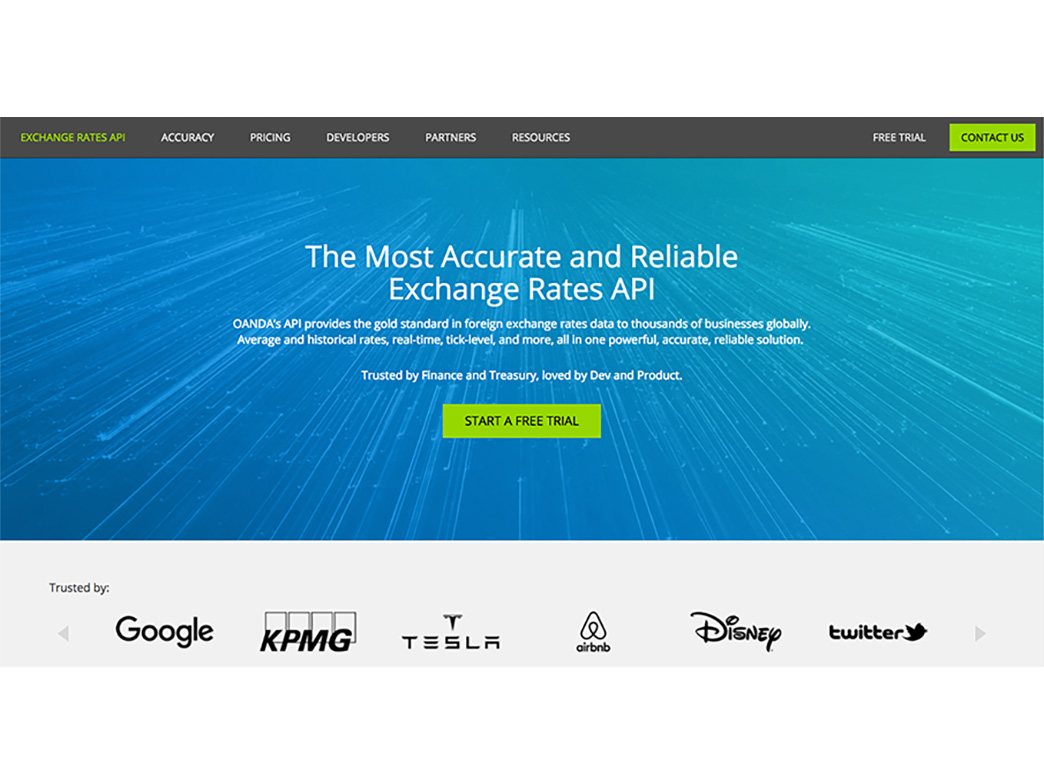 EXCHANGE RATES API ACCURACY PRICING DEVELOPERS PARTNERS RESOURCES FREE TRIAL CONTACT US
The Most Accurate and Reliable
Exchange Rates API
OANDA's API provides the gold standard in foreign exchange rates data to thousands of businesses globally.
Average and historical rates, real-time, tick-level, and more, all in one powerful, accurate, reliable solution.
Trusted by Finance and Treasury, loved by Dev and Product.
START A FREE TRIAL
Trusted by:
Google KPMG TESLA airbnb Disney twitter